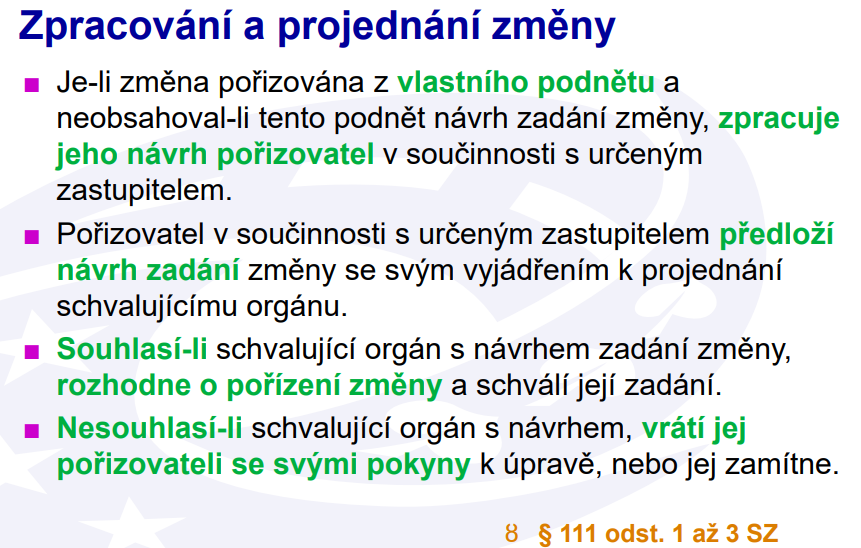 Zpracování a projednání změny
■ Je-li změna pořizována z vlastního podnětu a
neobsahoval-li tento podnět návrh zadání změny, zpracuje
jeho návrh pořizovatel v součinnosti s určeným
zastupitelem.
■ Pořizovatel v součinnosti s určeným zastupitelem předloží
návrh zadání změny se svým vyjádřením k projednání
schvalujícímu orgánu.
■ Souhlasí-li schvalující orgán s návrhem zadání změny,
rozhodne o pořízení změny a schválí její zadání.
■ Nesouhlasí-li schvalující orgán s návrhem, vrátí jej
pořizovateli se svými pokyny k úpravě, nebo jej zamítne.
8 § 111 odst. 1 až 3 SZ